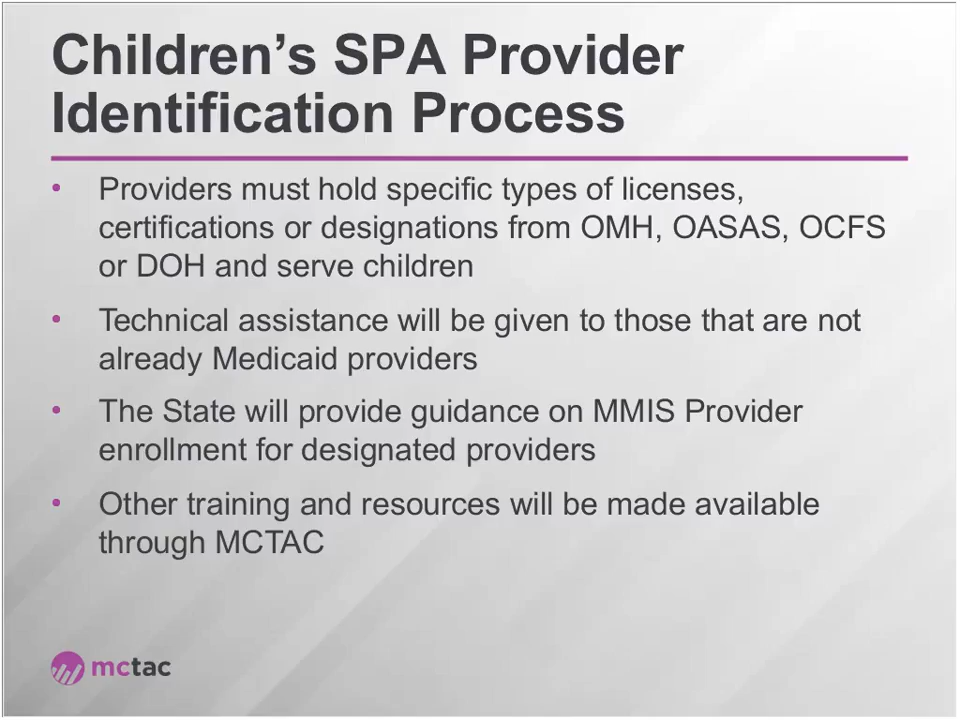 Children's SPA Provider
Identification Process
• Providers must hold specific types of licenses,
certifications or designations from OMH, OASAS, OCFS
or DOH and serve children
• Technical assistance will be given to those that are not
already Medicaid providers
• The State will provide guidance on MMIS Provider
enrollment for designated providers
• Other training and resources will be made available
through MCTAC
mctac